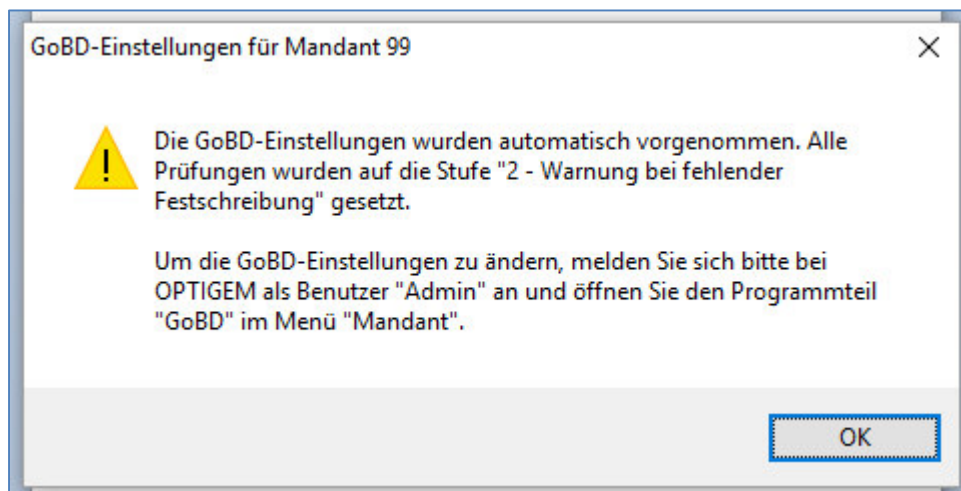 GoBD-Einstellungen für Mandant 99
Die GoBD-Einstellungen wurden automatisch vorgenommen. Alle
Prüfungen wurden auf die Stufe "2 - Warnung bei fehlender
Festschreibung" gesetzt.
Um die GoBD-Einstellungen zu ändern, melden Sie sich bitte bei
OPTIGEM als Benutzer "Admin" an und öffnen Sie den Programmteil
"GoBD" im Menü "Mandant".
OK